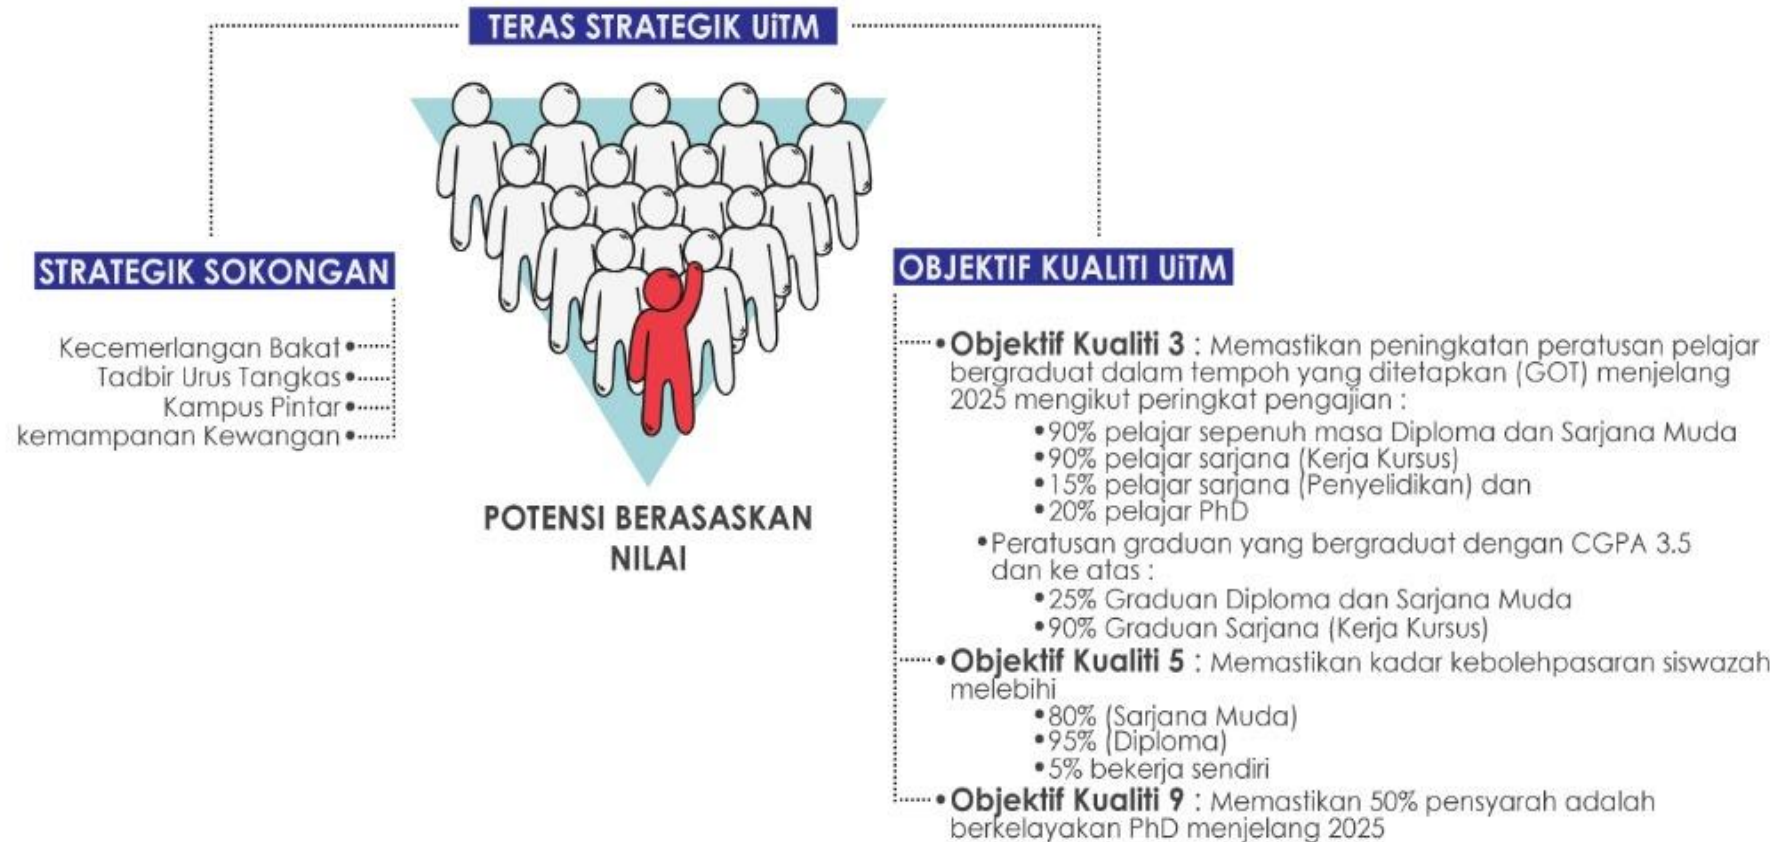 TERAS STRATEGIK UiTM
STRATEGIK SOKONGAN
Kecemerlangan Bakat
Tadbir Urus Tangkas
Kampus Pintar
kemampanan Kewangan
POTENSI BERASASKAN
NILAI
OBJEKTIF KUALITI UiTM
•Objektif Kualiti 3 : Memastikan peningkatan peratusan pelajar
bergraduat dalam tempoh yang ditetapkan (GOT) menjelang
2025 mengikut peringkat pengajian :
•90% pelajar sepenuh masa Diploma dan Sarjana Muda
•90% pelajar sarjana (Kerja Kursus)
•15% pelajar sarjana (Penyelidikan) dan
•20% pelajar PhD
•Peratusan graduan yang bergraduat dengan CGPA 3.5
dan ke atas :
•25% Graduan Diploma dan Sarjana Muda
•90% Graduan Sarjana (Kerja Kursus)
•Objektif Kualiti 5 : Memastikan kadar kebolehpasaran siswazah
melebihi
•80% (Sarjana Muda)
•95% (Diploma)
•5% bekerja sendiri
•Objektif Kualiti 9 : Memastikan 50% pensyarah adalah
berkelayakan PhD menjelang 2025